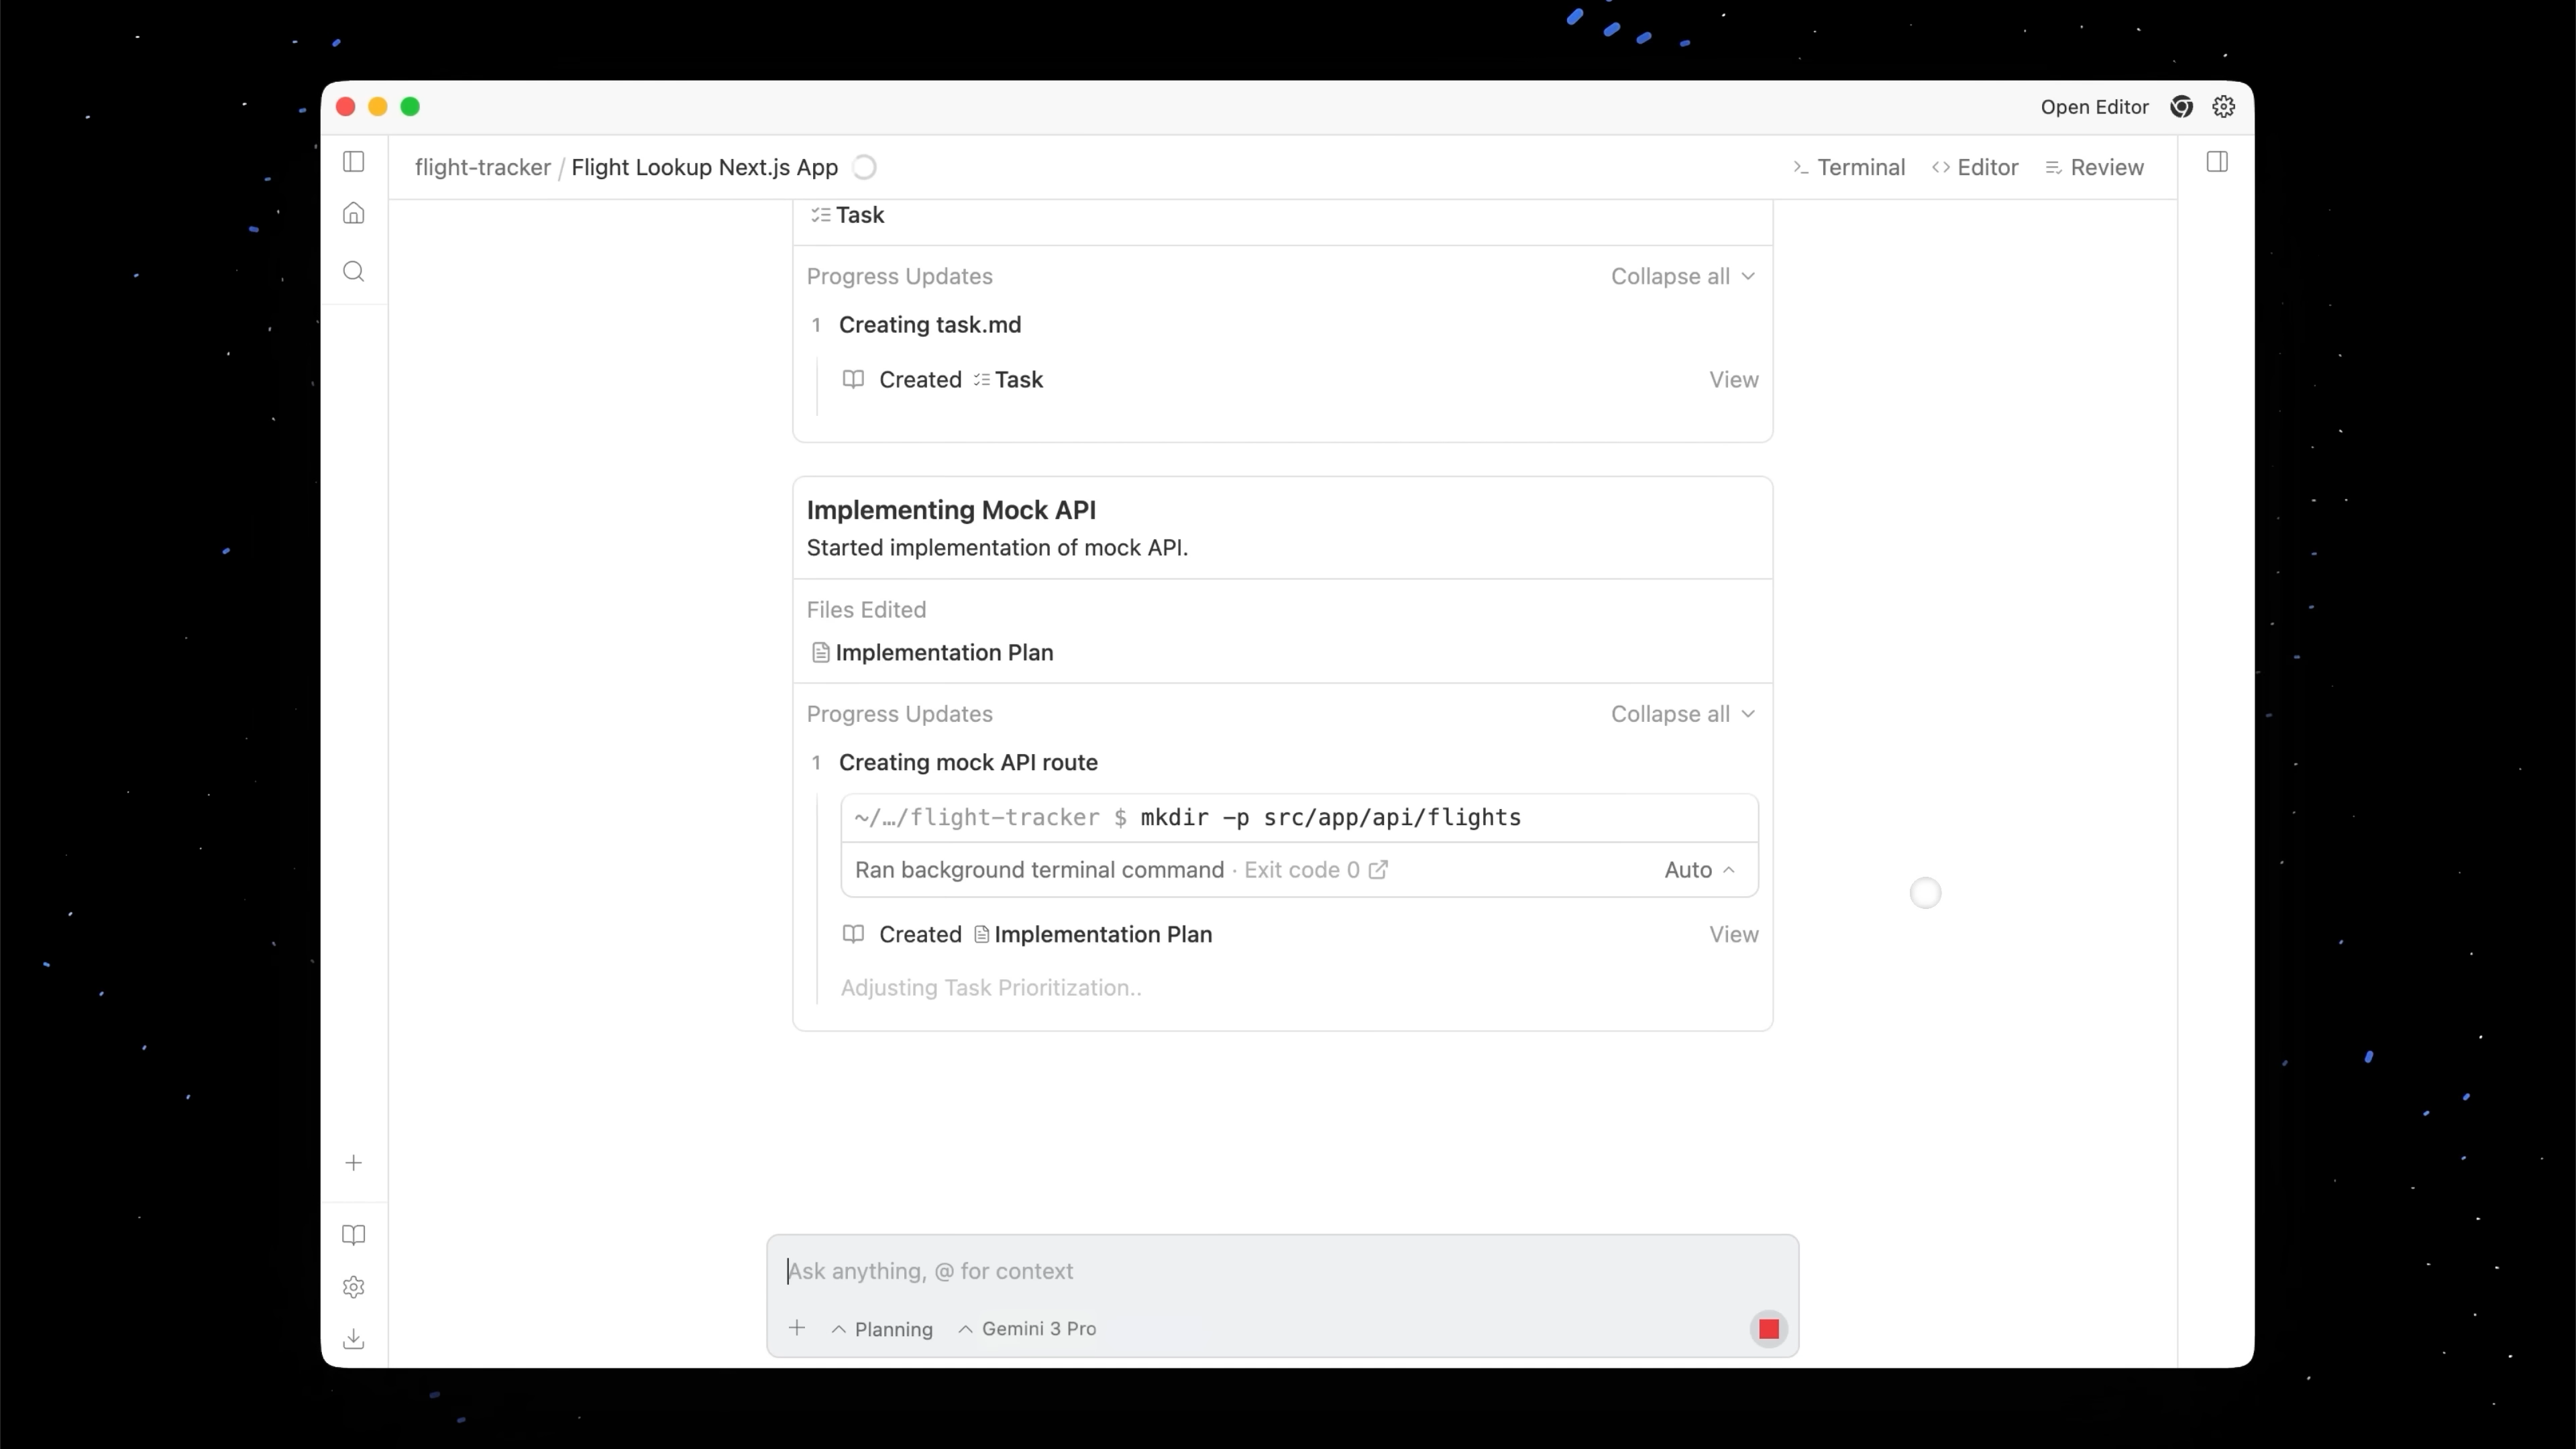 Open Editor
flight-tracker / Flight Lookup Next.js App
Terminal
Editor
Review
Task
Progress Updates
Collapse all
1 Creating task.md
Created Task
View
Implementing Mock API
Started implementation of mock API.
Files Edited
Implementation Plan
Progress Updates
Collapse all
1 Creating mock API route
~/…/flight-tracker $ mkdir -p src/app/api/flights
Ran background terminal command · Exit code 0
Auto
Created Implementation Plan
View
Adjusting Task Prioritization..
Ask anything, @ for context
Planning
Gemini 3 Pro